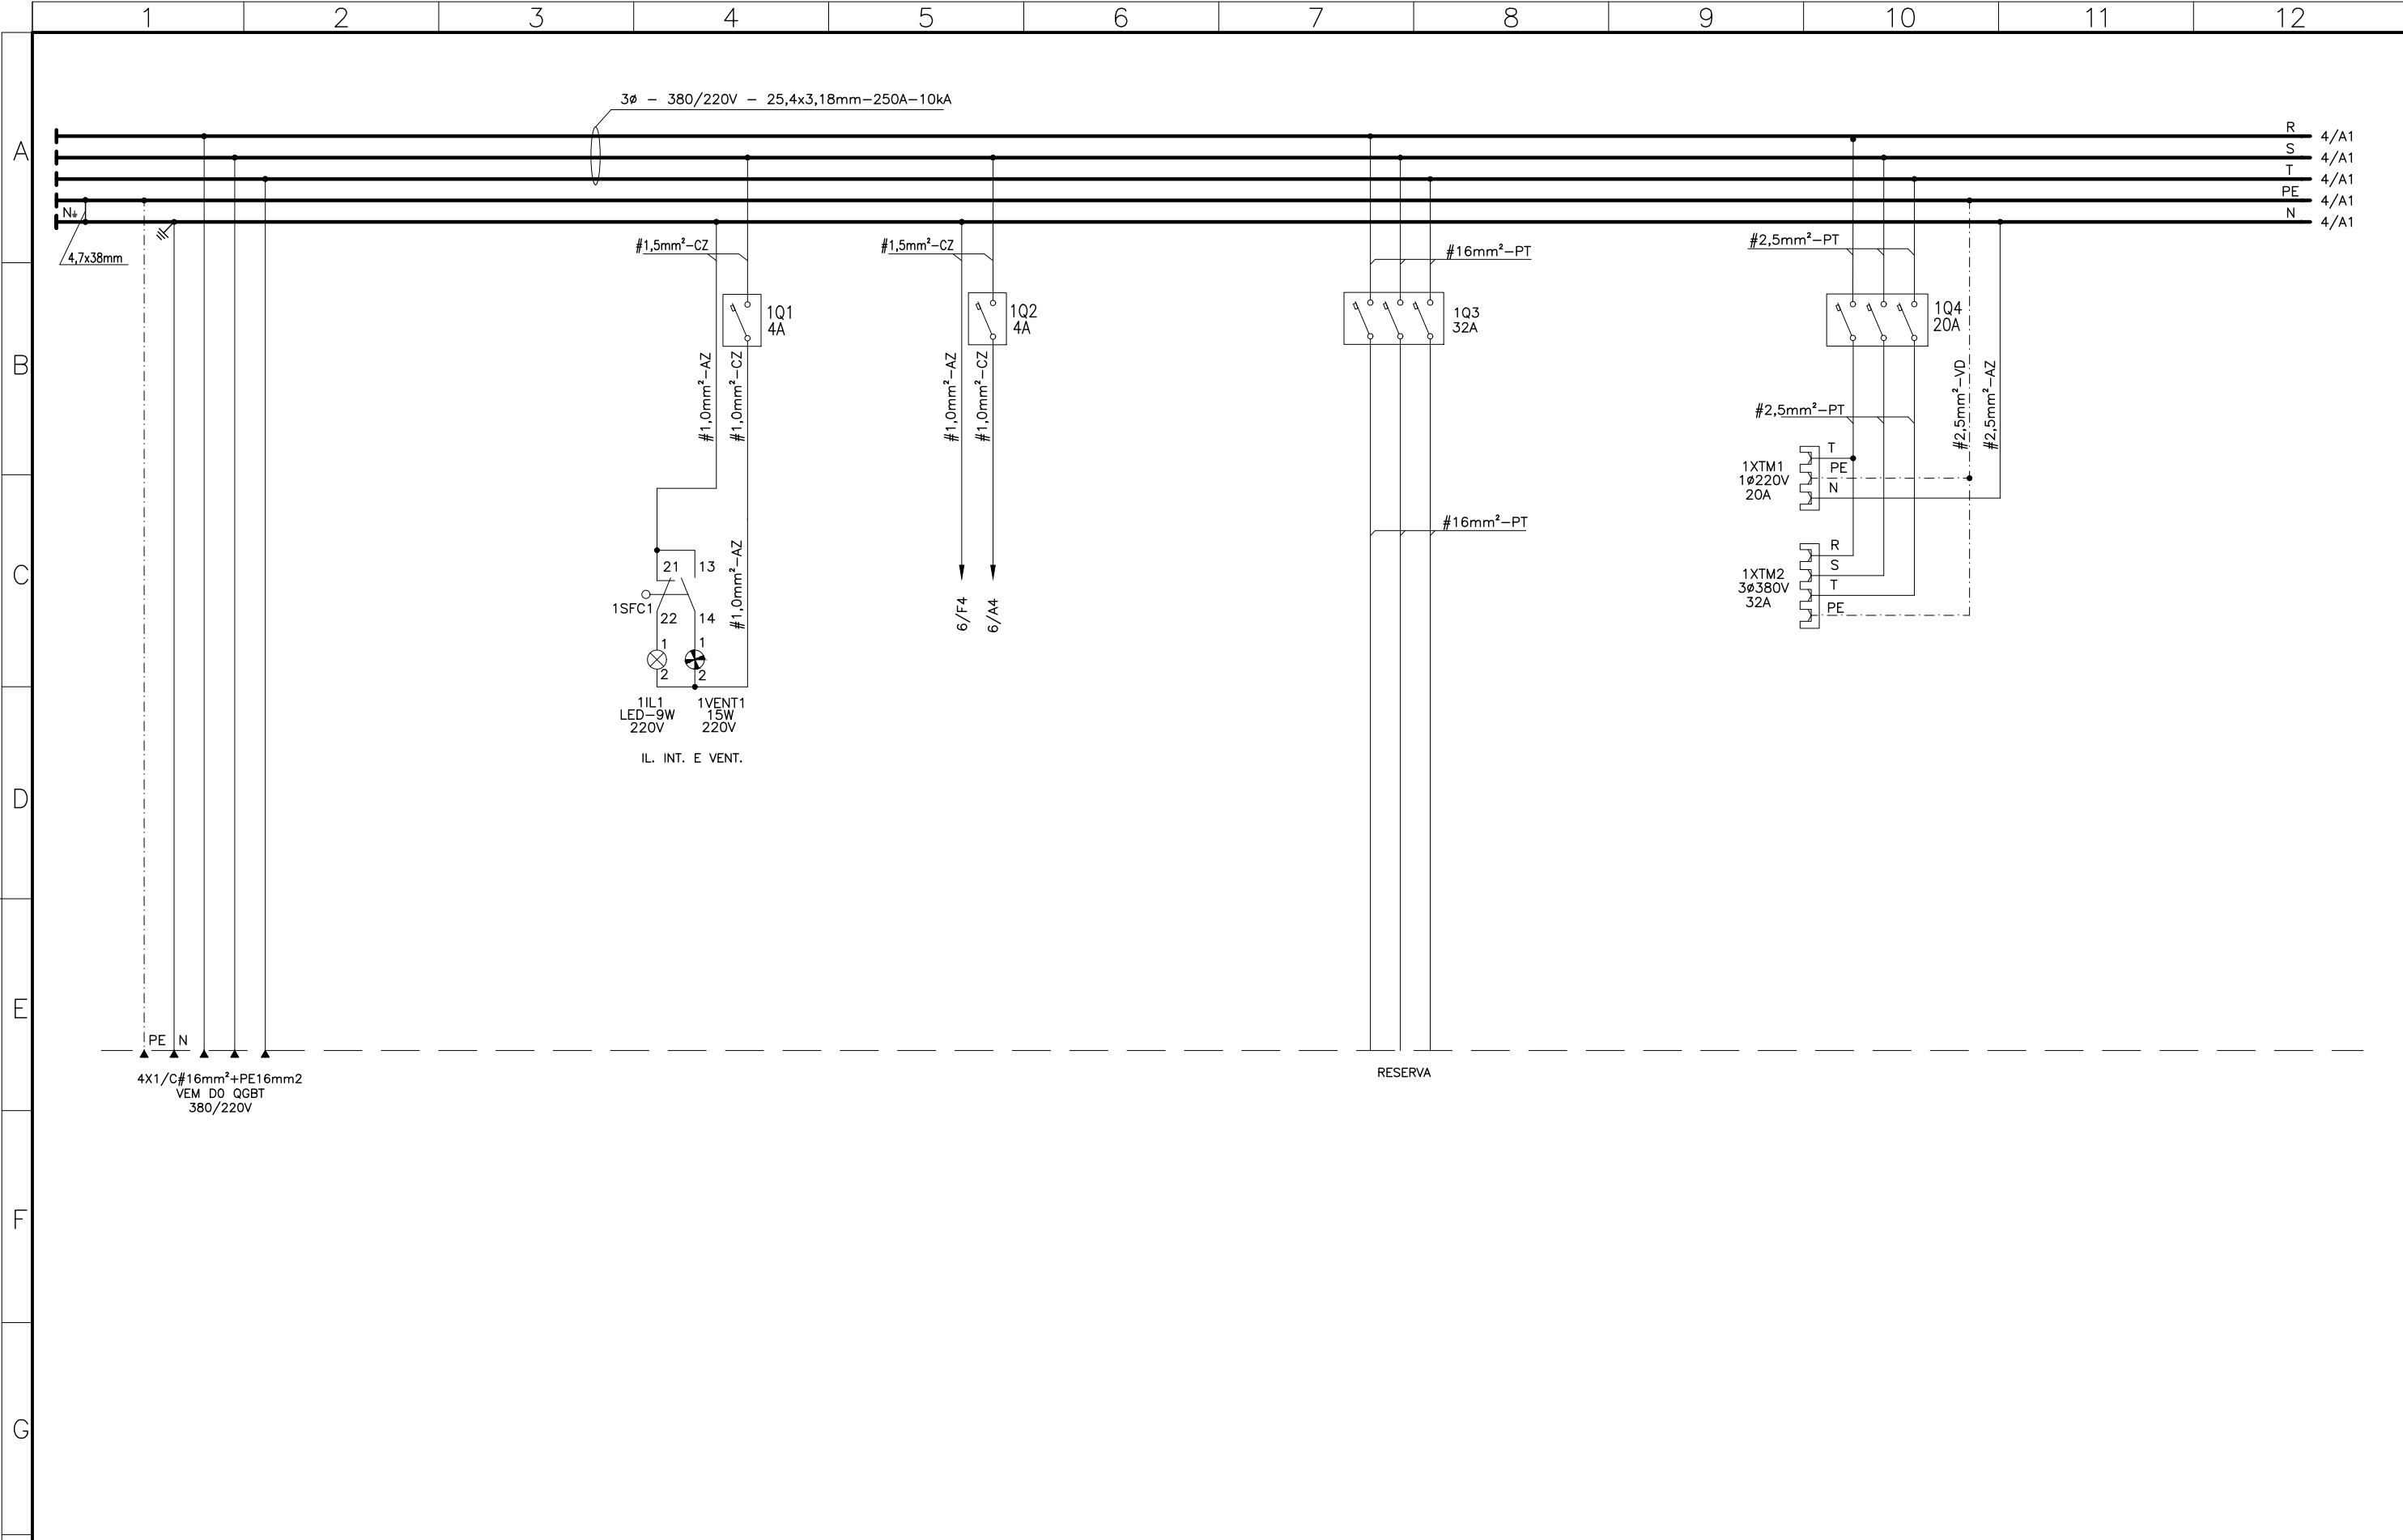 1 2 3 4 5 6 7 8 9 10 11 12
A
B
C
D
E
F
G
3ø – 380/220V – 25,4x3,18mm–250A–10kA
R 4/A1
S 4/A1
T 4/A1
PE 4/A1
N 4/A1
N
4,7x38mm
#1,5mm²–CZ
1Q1
4A
#1,0mm²–AZ
#1,0mm²–CZ
#1,0mm²–AZ
21 13
1SFC1
22 14
1 1
2 2
1IL1
LED–9W
220V
1VENT1
15W
220V
IL. INT. E VENT.
#1,5mm²–CZ
1Q2
4A
#1,0mm²–AZ
#1,0mm²–CZ
6/F4
6/A4
#16mm²–PT
1Q3
32A
#16mm²–PT
RESERVA
#2,5mm²–PT
1Q4
20A
#2,5mm²–VD
#2,5mm²–AZ
#2,5mm²–PT
1XTM1
1ø220V
20A
T
PE
N
1XTM2
3ø380V
32A
R
S
T
PE
PE N
4X1/C#16mm²+PE16mm2
VEM DO QGBT
380/220V